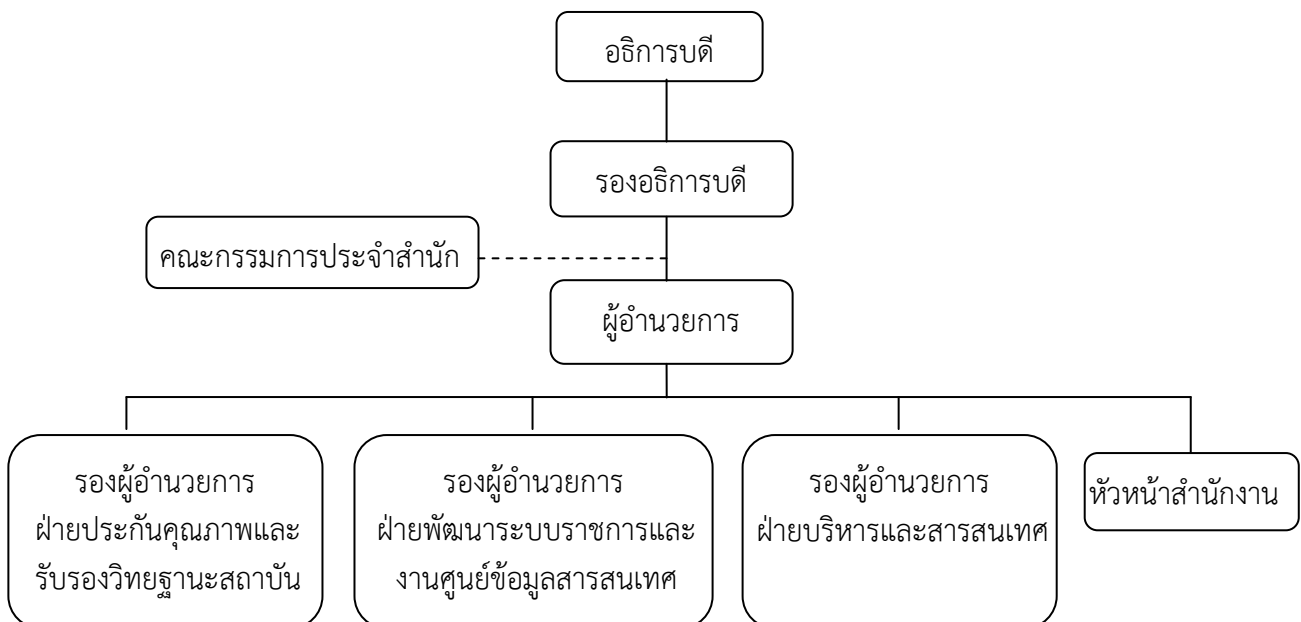 อธิการบดี
รองอธิการบดี
คณะกรรมการประจำสำนัก
ผู้อำนวยการ
รองผู้อำนวยการ
ฝ่ายประกันคุณภาพและ
รับรองวิทยฐานะสถาบัน
รองผู้อำนวยการ
ฝ่ายพัฒนาระบบราชการและ
งานศูนย์ข้อมูลสารสนเทศ
รองผู้อำนวยการ
ฝ่ายบริหารและสารสนเทศ
หัวหน้าสำนักงาน